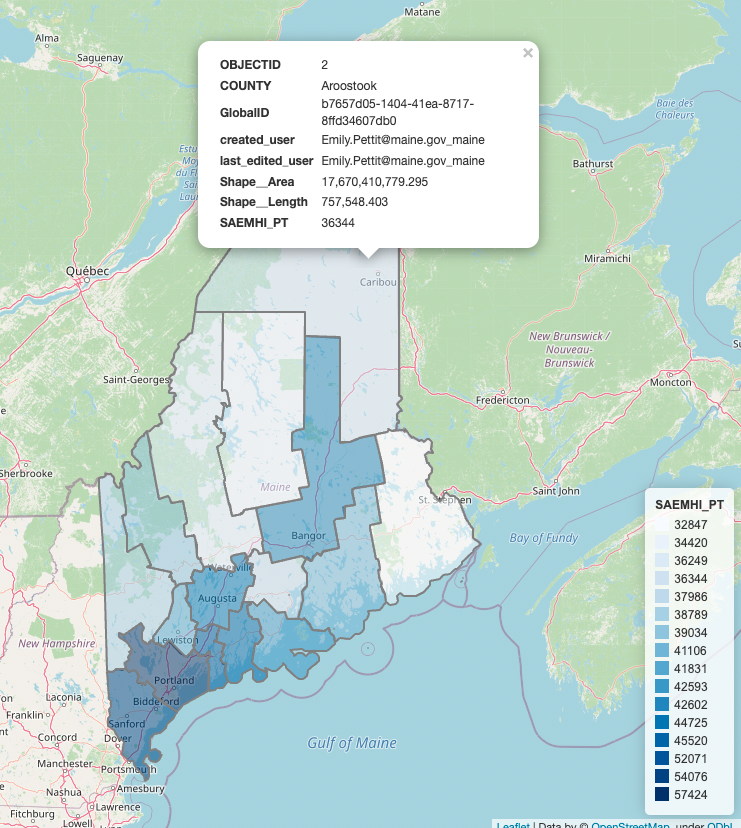 Matane
Alma
Saguenay
×
OBJECTID 2
COUNTY Aroostook
GlobalID b7657d05-1404-41ea-8717-
8ffd34607db0
created_user Emily.Pettit@maine.gov_maine
last_edited_user Emily.Pettit@maine.gov_maine
Shape__Area 17,670,410,779.295
Shape__Length 757,548.403
SAEMHI_PT 36344
Baie des
Chaleurs
Bathurst
Miramichi
Québec
Caribou
New Brunswick /
Nouveau-
Brunswick
Saint-Georges
Moncton
Fredericton
Sherbrooke
Maine
Saint John
St. Stephen
Bay of Fundy
Bangor
Waterville
Augusta
Lewiston
New Hampshire
Portland
Laconia
Biddeford
Franklin
Sanford
Concord
Dover
Gulf of Maine
Manchester
Portsmouth
Nashua
Amesbury
Lawrence
Fitchburg
Lowell
SAEMHI_PT
32847
34420
36249
36344
37986
38789
39034
41106
41831
42593
42602
44725
45520
52071
54076
57424
Leaflet | Data by © OpenStreetMap, under ODbL